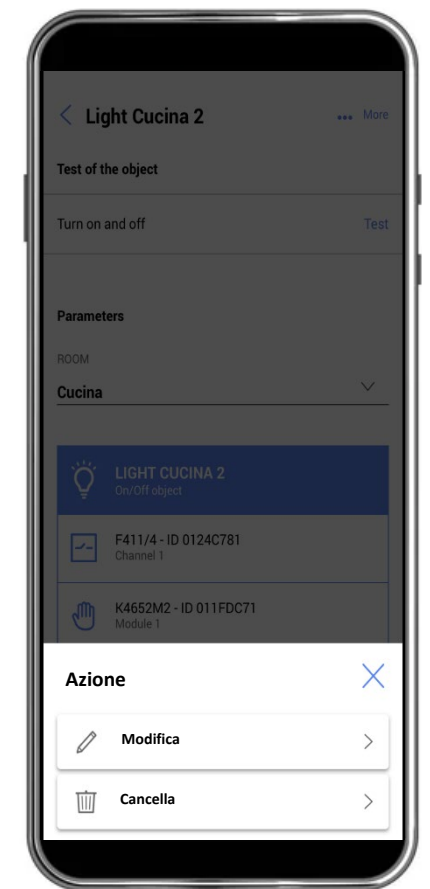 Light Cucina 2
••• More
Test of the object
Turn on and off
Test
Parameters
ROOM
Cucina
LIGHT CUCINA 2
On/Off object
F411/4 - ID 0124C781
Channel 1
K4652M2 - ID 011FDC71
Module 1
Azione
Modifica
Cancella